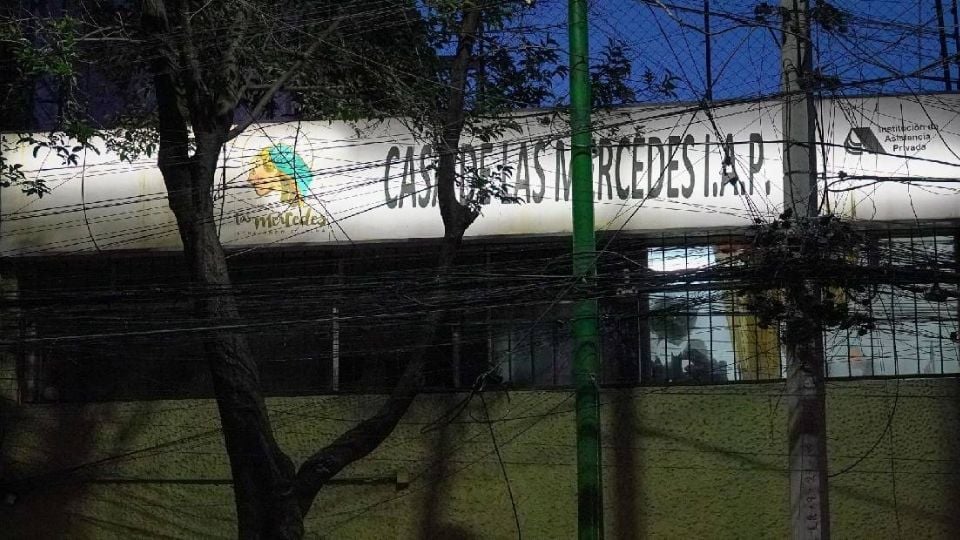 CASA DE LAS MERCEDES I.A.P.
Institución de
Asistencia
Privada
las
mercedes